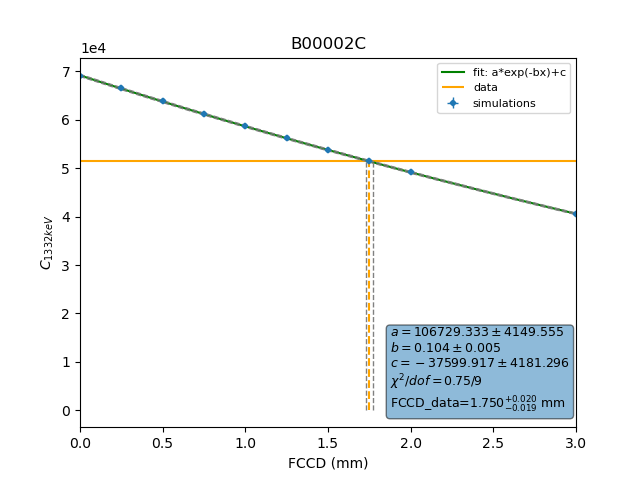 B00002C
1e4
7
6
5
4
3
2
1
0
C_{1332keV}
0.0 0.5 1.0 1.5 2.0 2.5 3.0
FCCD (mm)
fit: a*exp(-bx)+c
data
simulations
a = 106729.333 ± 4149.555
b = 0.104 ± 0.005
c = − 37599.917 ± 4181.296
χ²/dof = 0.75/9
FCCD_data=1.750^{+0.020}_{−0.019} mm